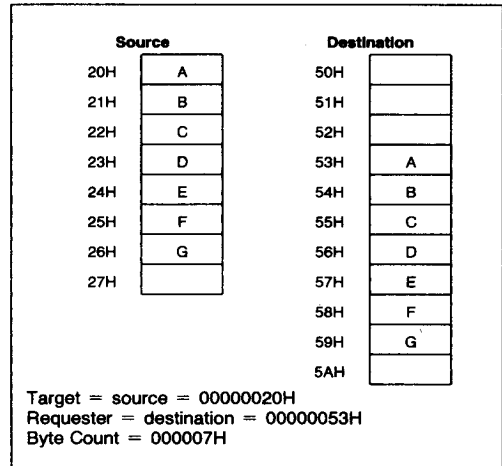 Source
20H A
21H B
22H C
23H D
24H E
25H F
26H G
27H
Destination
50H
51H
52H
53H A
54H B
55H C
56H D
57H E
58H F
59H G
5AH
Target = source = 00000020H
Requester = destination = 00000053H
Byte Count = 000007H